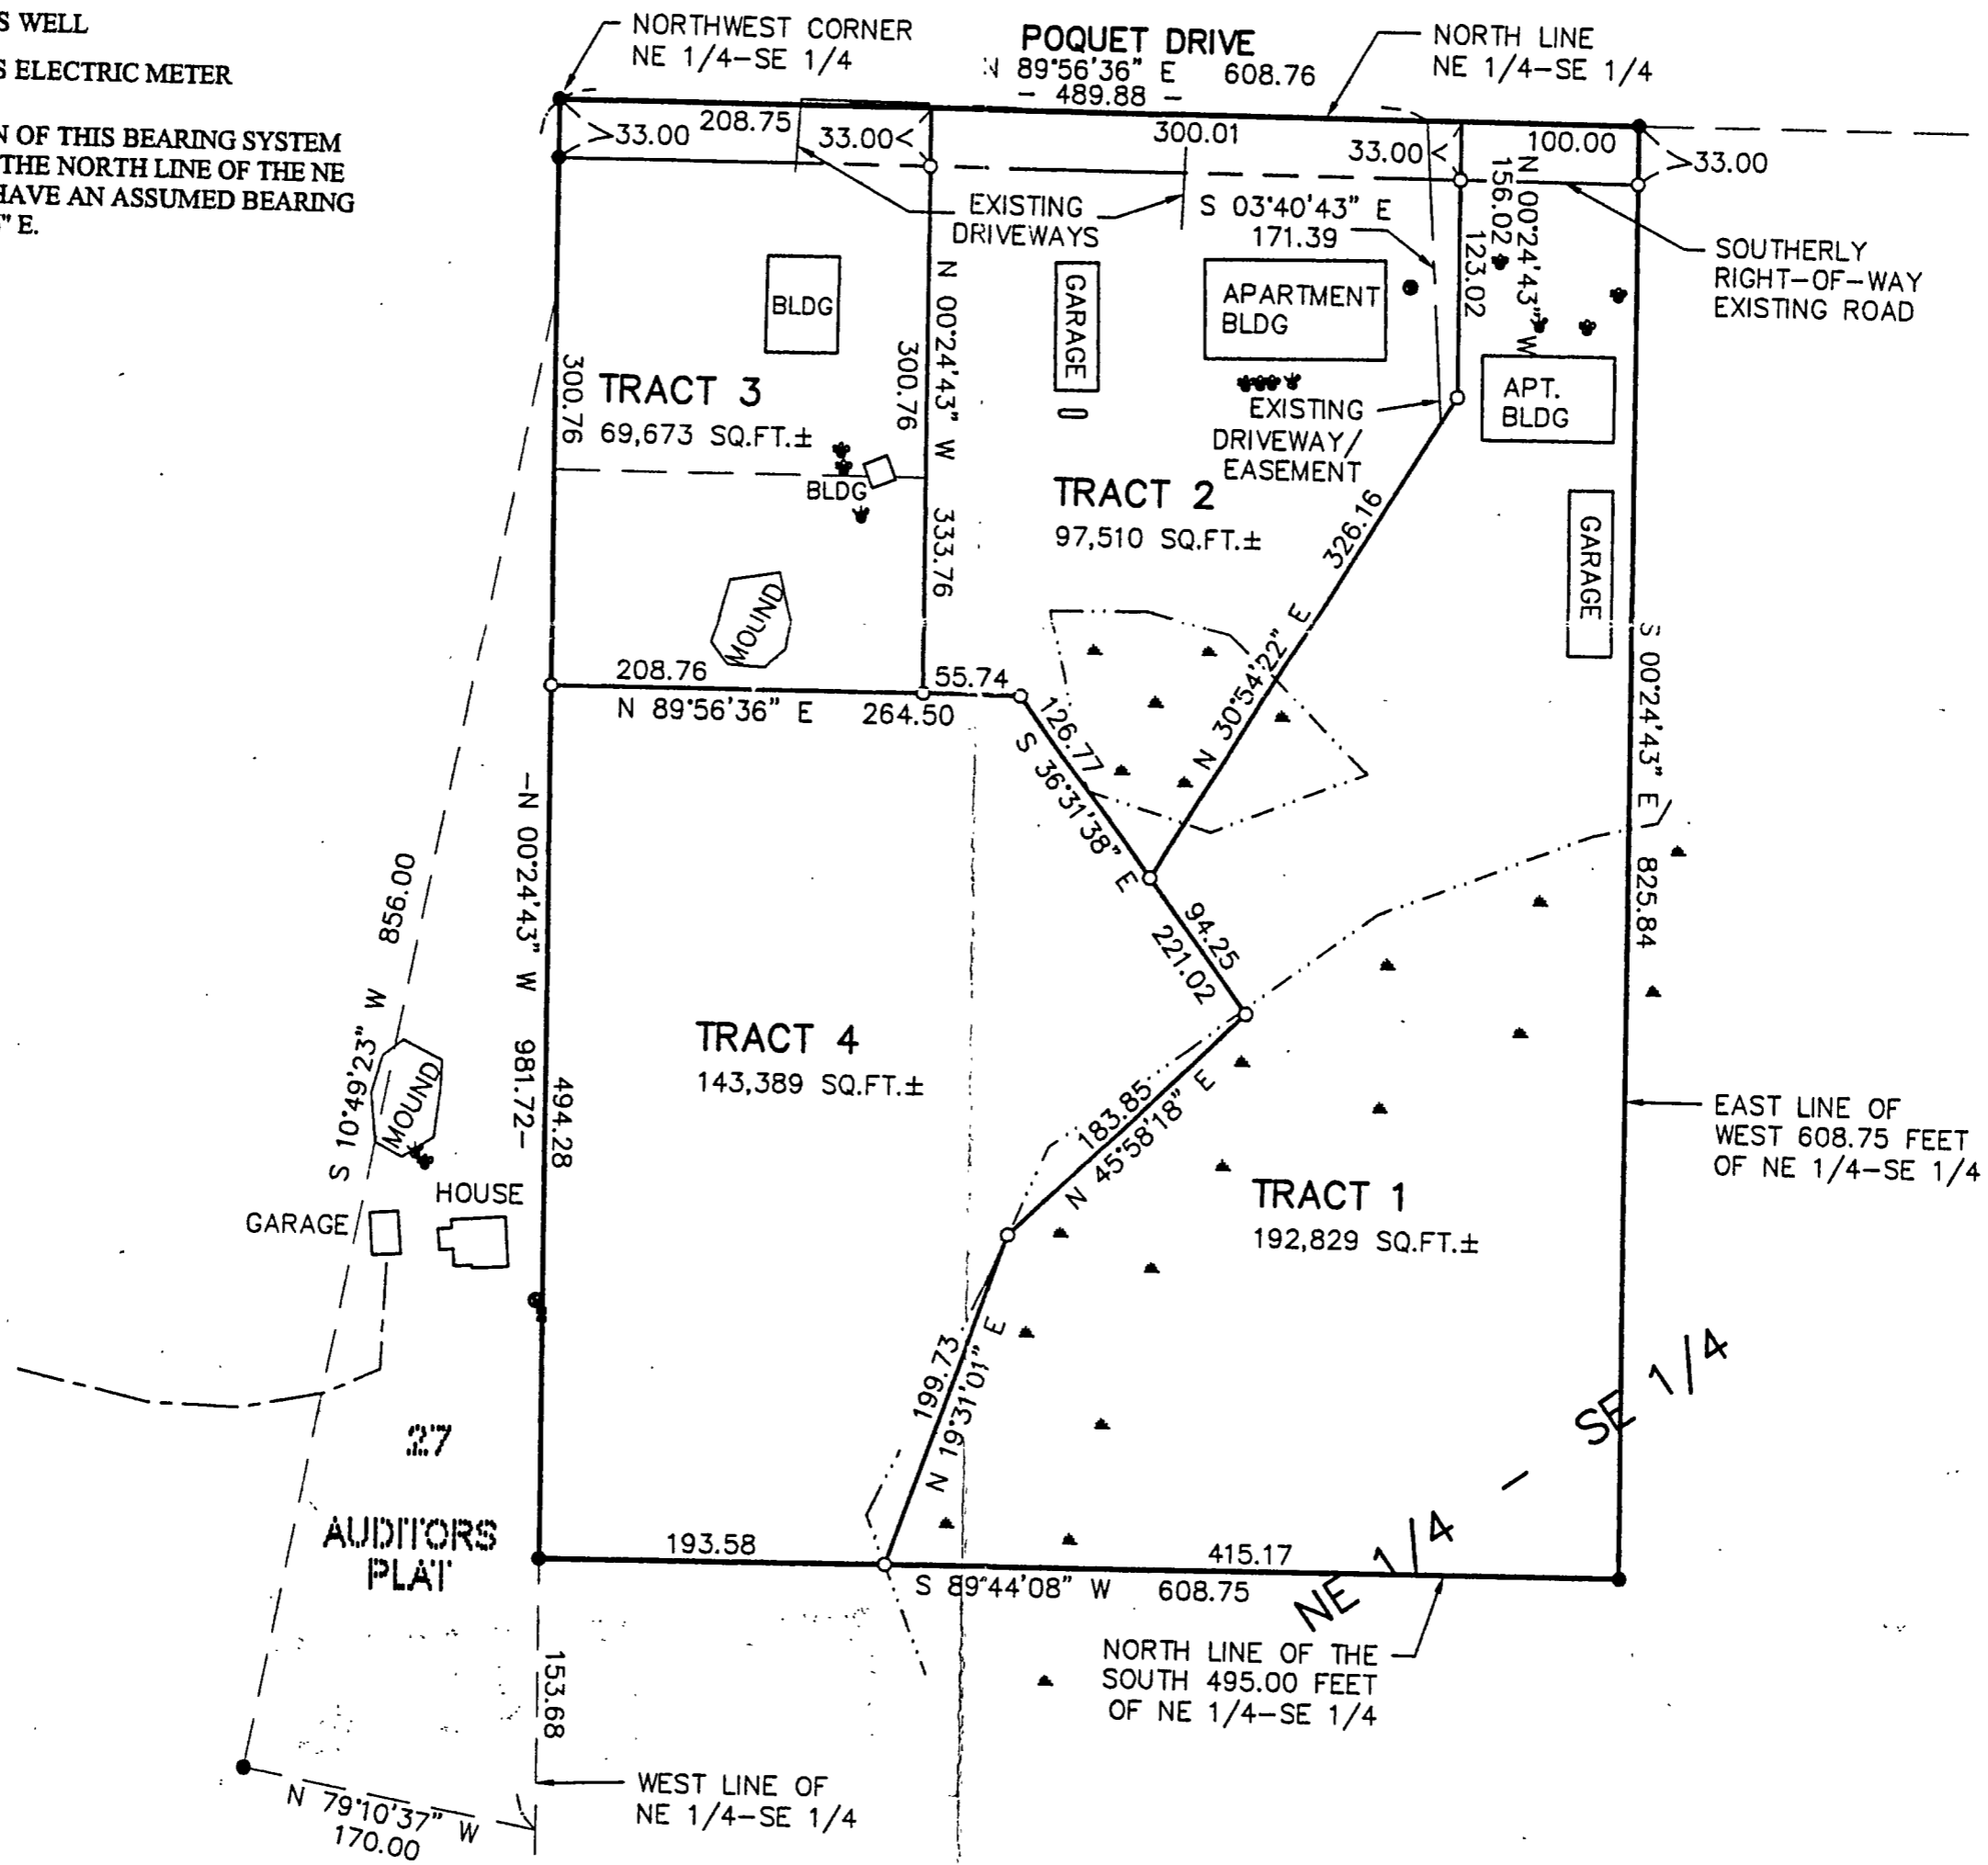 S WELL
S ELECTRIC METER
N OF THIS BEARING SYSTEM
THE NORTH LINE OF THE NE
HAVE AN ASSUMED BEARING
" E.
NORTHWEST CORNER
NE 1/4-SE 1/4
POQUET DRIVE
N 89°56'36" E 608.76
- 489.88 -
NORTH LINE
NE 1/4-SE 1/4
33.00
208.75
33.00
300.01
33.00
100.00
33.00
EXISTING
DRIVEWAYS
S 03°40'43" E
171.39
N 00°24'43" W
156.02
123.02
SOUTHERLY
RIGHT-OF-WAY
EXISTING ROAD
BLDG
GARAGE
APARTMENT
BLDG
APT.
BLDG
N 00°24'43" W 333.76
300.76
300.76
TRACT 3
69,673 SQ.FT.±
BLDG
EXISTING
DRIVEWAY/
EASEMENT
TRACT 2
97,510 SQ.FT.±
326.16
N 30°54'22" E
GARAGE
MOUND
208.76
55.74
N 89°56'36" E 264.50
126.77
S 36°31'38" E
S 00°24'43" E 825.84
94.25
221.02
856.00
S 10°49'23" W
-N 00°24'43" W 981.72-
494.28
TRACT 4
143,389 SQ.FT.±
MOUND
183.85
N 45°58'18" E
EAST LINE OF
WEST 608.75 FEET
OF NE 1/4-SE 1/4
TRACT 1
192,829 SQ.FT.±
HOUSE
GARAGE
199.73
N 19°31'01" E
27
AUDITORS
PLAT
NE 1/4 - SE 1/4
193.58
415.17
S 89°44'08" W 608.75
NORTH LINE OF THE
SOUTH 495.00 FEET
OF NE 1/4-SE 1/4
153.68
WEST LINE OF
NE 1/4-SE 1/4
N 79°10'37" W
170.00